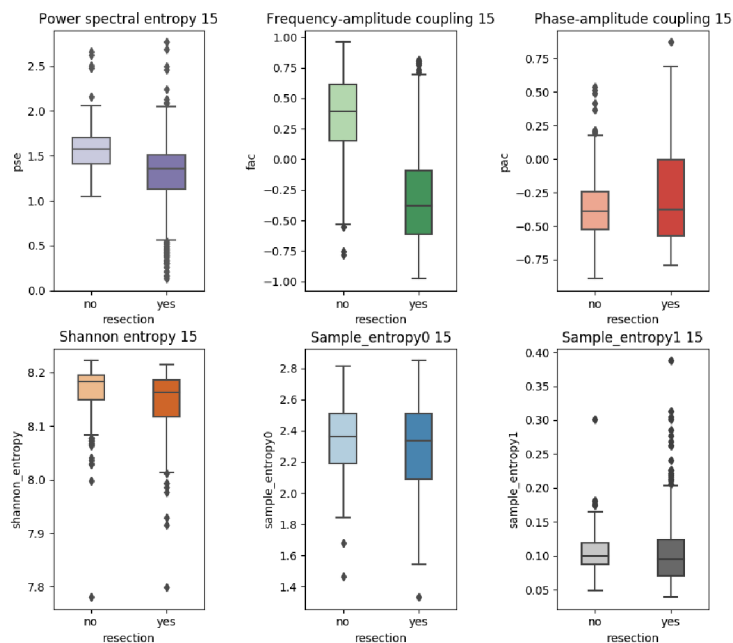 Power spectral entropy 15
pse
2.5
2.0
1.5
1.0
0.5
0.0
no yes
resection
Frequency-amplitude coupling 15
fac
1.00
0.75
0.50
0.25
0.00
−0.25
−0.50
−0.75
−1.00
no yes
resection
Phase-amplitude coupling 15
pac
0.75
0.50
0.25
−0.00
−0.25
−0.50
−0.75
no yes
resection
Shannon entropy 15
shannon_entropy
8.2
8.1
8.0
7.9
7.8
no yes
resection
Sample_entropy0 15
sample_entropy0
2.8
2.6
2.4
2.2
2.0
1.8
1.6
1.4
no yes
resection
Sample_entropy1 15
sample_entropy1
0.40
0.35
0.30
0.25
0.20
0.15
0.10
0.05
no yes
resection